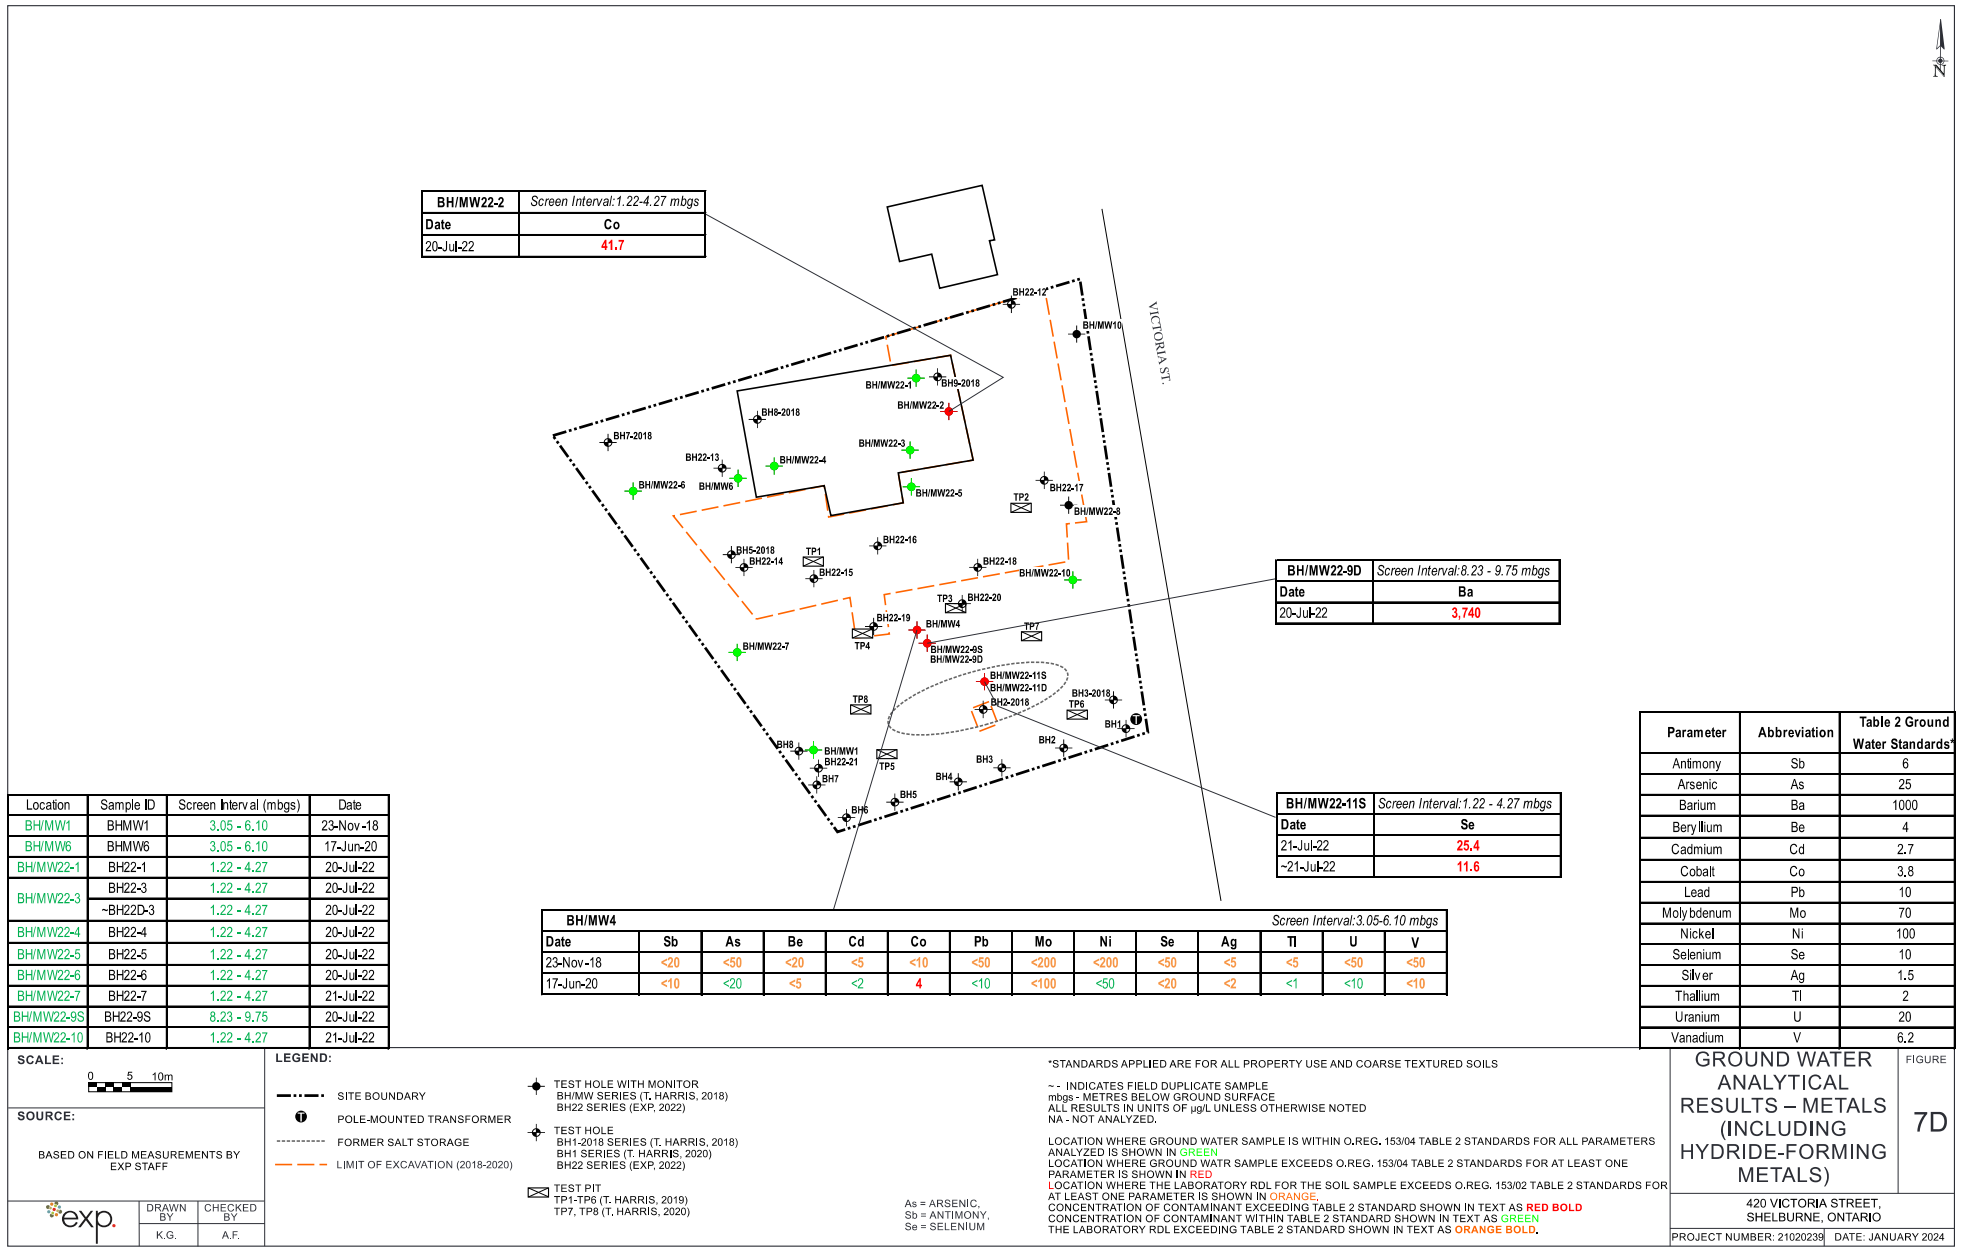 N
BH/MW22-2 Screen Interval:1.22-4.27 mbgs
Date Co
20-Jul-22 41.7
BH22-12
BH/MW10
VICTORIA ST.
BH/MW22-1
BH9-2018
BH/MW22-2
BH8-2018
BH7-2018
BH/MW22-3
BH22-13
BH/MW22-4
BH/MW6
BH/MW22-6
BH/MW22-5
BH22-17
TP2
BH/MW22-8
BH22-16
BH5-2018
TP1
BH22-14
BH22-15
BH22-18
BH/MW22-10
TP3
BH22-20
BH22-19
BH/MW4
TP7
TP4
BH/MW22-7
BH/MW22-9S
BH/MW22-9D
BH/MW22-11S
BH/MW22-11D
BH3-2018
TP8
BH2-2018
TP6
T
BH1
BH8
BH/MW1
BH2
BH22-21
TP5
BH3
BH7
BH4
BH5
BH6
BH/MW22-9D Screen Interval:8.23 - 9.75 mbgs
Date Ba
20-Jul-22 3,740
BH/MW22-11S Screen Interval:1.22 - 4.27 mbgs
Date Se
21-Jul-22 25.4
~21-Jul-22 11.6
BH/MW4 Screen Interval:3.05-6.10 mbgs
Date Sb As Be Cd Co Pb Mo Ni Se Ag Tl U V
23-Nov-18 <20 <50 <20 <5 <10 <50 <200 <200 <50 <5 <5 <50 <50
17-Jun-20 <10 <20 <5 <2 4 <10 <100 <50 <20 <2 <1 <10 <10
Location Sample ID Screen Interval (mbgs) Date
BH/MW1 BHMW1 3.05 - 6.10 23-Nov-18
BH/MW6 BHMW6 3.05 - 6.10 17-Jun-20
BH/MW22-1 BH22-1 1.22 - 4.27 20-Jul-22
BH/MW22-3 BH22-3 1.22 - 4.27 20-Jul-22
~BH22D-3 1.22 - 4.27 20-Jul-22
BH/MW22-4 BH22-4 1.22 - 4.27 20-Jul-22
BH/MW22-5 BH22-5 1.22 - 4.27 20-Jul-22
BH/MW22-6 BH22-6 1.22 - 4.27 20-Jul-22
BH/MW22-7 BH22-7 1.22 - 4.27 21-Jul-22
BH/MW22-9S BH22-9S 8.23 - 9.75 20-Jul-22
BH/MW22-10 BH22-10 1.22 - 4.27 21-Jul-22
Parameter Abbreviation Table 2 Ground
Water Standards*
Antimony Sb 6
Arsenic As 25
Barium Ba 1000
Beryllium Be 4
Cadmium Cd 2.7
Cobalt Co 3.8
Lead Pb 10
Molybdenum Mo 70
Nickel Ni 100
Selenium Se 10
Silver Ag 1.5
Thallium Tl 2
Uranium U 20
Vanadium V 6.2
SCALE:
0 5 10m
SOURCE:
BASED ON FIELD MEASUREMENTS BY
EXP STAFF
exp.
DRAWN BY
CHECKED BY
K.G. A.F.
LEGEND:
SITE BOUNDARY
T POLE-MOUNTED TRANSFORMER
FORMER SALT STORAGE
LIMIT OF EXCAVATION (2018-2020)
TEST HOLE WITH MONITOR
BH/MW SERIES (T. HARRIS, 2018)
BH22 SERIES (EXP, 2022)
TEST HOLE
BH1-2018 SERIES (T. HARRIS, 2018)
BH1 SERIES (T. HARRIS, 2020)
BH22 SERIES (EXP, 2022)
TEST PIT
TP1-TP6 (T. HARRIS, 2019)
TP7, TP8 (T. HARRIS, 2020)
As = ARSENIC,
Sb = ANTIMONY,
Se = SELENIUM
*STANDARDS APPLIED ARE FOR ALL PROPERTY USE AND COARSE TEXTURED SOILS
~ - INDICATES FIELD DUPLICATE SAMPLE
mbgs - METRES BELOW GROUND SURFACE
ALL RESULTS IN UNITS OF µg/L UNLESS OTHERWISE NOTED
NA - NOT ANALYZED.
LOCATION WHERE GROUND WATER SAMPLE IS WITHIN O.REG. 153/04 TABLE 2 STANDARDS FOR ALL PARAMETERS
ANALYZED IS SHOWN IN GREEN
LOCATION WHERE GROUND WATR SAMPLE EXCEEDS O.REG. 153/04 TABLE 2 STANDARDS FOR AT LEAST ONE
PARAMETER IS SHOWN IN RED
LOCATION WHERE THE LABORATORY RDL FOR THE SOIL SAMPLE EXCEEDS O.REG. 153/02 TABLE 2 STANDARDS FOR
AT LEAST ONE PARAMETER IS SHOWN IN ORANGE.
CONCENTRATION OF CONTAMINANT EXCEEDING TABLE 2 STANDARD SHOWN IN TEXT AS RED BOLD
CONCENTRATION OF CONTAMINANT WITHIN TABLE 2 STANDARD SHOWN IN TEXT AS GREEN
THE LABORATORY RDL EXCEEDING TABLE 2 STANDARD SHOWN IN TEXT AS ORANGE BOLD.
GROUND WATER
ANALYTICAL
RESULTS – METALS
(INCLUDING
HYDRIDE-FORMING
METALS)
FIGURE
7D
420 VICTORIA STREET,
SHELBURNE, ONTARIO
PROJECT NUMBER: 21020239 DATE: JANUARY 2024